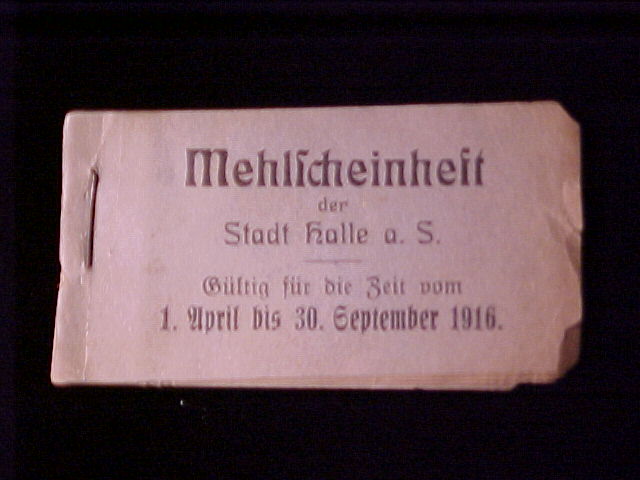 Mehlſcheinheft
der
Stadt Halle a. S.
Gültig für die Zeit vom
1. April bis 30. September 1916.